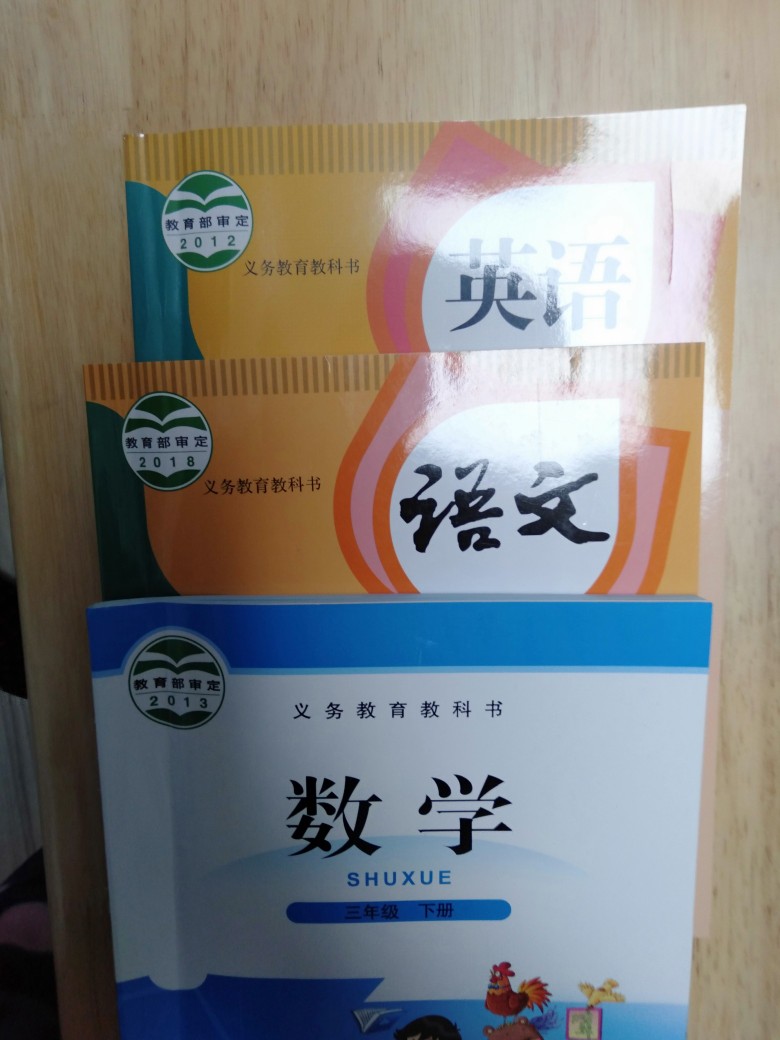 教育部审定
2012
义务教育教科书
英语
教育部审定
2018
义务教育教科书
语文
教育部审定
2013
义务教育教科书
数学
SHUXUE
三年级 下册